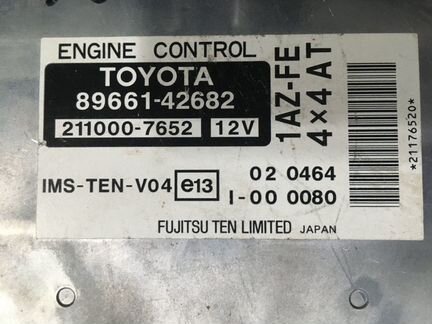 ENGINE CONTROL
TOYOTA
89661-42682
211000-7652 12V
1AZ-FE
4×4 AT
IMS-TEN-V04 e13
02 0464
I-00 0080
FUJITSU TEN LIMITED JAPAN
*21176520*